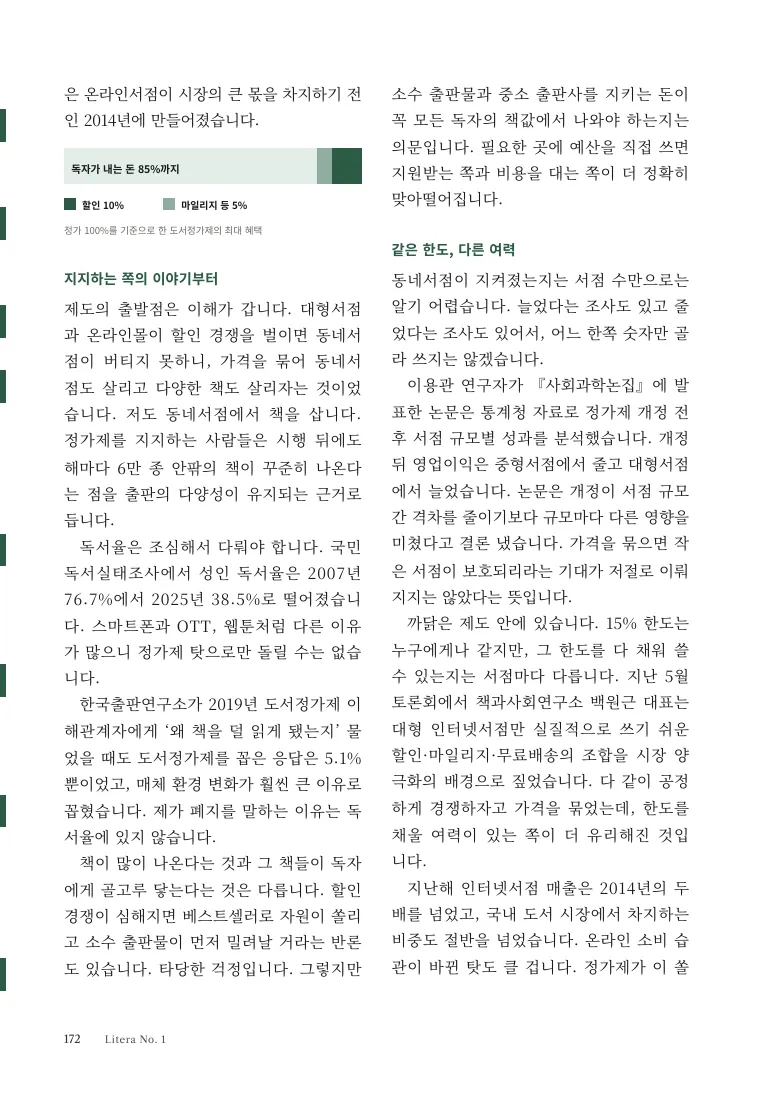 은 온라인서점이 시장의 큰 몫을 차지하기 전
인 2014년에 만들어졌습니다.
독자가 내는 돈 85%까지
할인 10%
마일리지 등 5%
정가 100%를 기준으로 한 도서정가제의 최대 혜택
지지하는 쪽의 이야기부터
제도의 출발점은 이해가 갑니다. 대형서점
과 온라인몰이 할인 경쟁을 벌이면 동네서
점이 버티지 못하니, 가격을 묶어 동네서
점도 살리고 다양한 책도 살리자는 것이었
습니다. 저도 동네서점에서 책을 삽니다.
정가제를 지지하는 사람들은 시행 뒤에도
해마다 6만 종 안팎의 책이 꾸준히 나온다
는 점을 출판의 다양성이 유지되는 근거로
듭니다.
독서율은 조심해서 다뤄야 합니다. 국민
독서실태조사에서 성인 독서율은 2007년
76.7%에서 2025년 38.5%로 떨어졌습니
다. 스마트폰과 OTT, 웹툰처럼 다른 이유
가 많으니 정가제 탓으로만 돌릴 수는 없습
니다.
한국출판연구소가 2019년 도서정가제 이
해관계자에게 ‘왜 책을 덜 읽게 됐는지’ 물
었을 때도 도서정가제를 꼽은 응답은 5.1%
뿐이었고, 매체 환경 변화가 훨씬 큰 이유로
꼽혔습니다. 제가 폐지를 말하는 이유는 독
서율에 있지 않습니다.
책이 많이 나온다는 것과 그 책들이 독자
에게 골고루 닿는다는 것은 다릅니다. 할인
경쟁이 심해지면 베스트셀러로 자원이 쏠리
고 소수 출판물이 먼저 밀려날 거라는 반론
도 있습니다. 타당한 걱정입니다. 그렇지만
소수 출판물과 중소 출판사를 지키는 돈이
꼭 모든 독자의 책값에서 나와야 하는지는
의문입니다. 필요한 곳에 예산을 직접 쓰면
지원받는 쪽과 비용을 대는 쪽이 더 정확히
맞아떨어집니다.
같은 한도, 다른 여력
동네서점이 지켜졌는지는 서점 수만으로는
알기 어렵습니다. 늘었다는 조사도 있고 줄
었다는 조사도 있어서, 어느 한쪽 숫자만 골
라 쓰지는 않겠습니다.
이용관 연구자가 『사회과학논집』에 발
표한 논문은 통계청 자료로 정가제 개정 전
후 서점 규모별 성과를 분석했습니다. 개정
뒤 영업이익은 중형서점에서 줄고 대형서점
에서 늘었습니다. 논문은 개정이 서점 규모
간 격차를 줄이기보다 규모마다 다른 영향을
미쳤다고 결론 냈습니다. 가격을 묶으면 작
은 서점이 보호되리라는 기대가 저절로 이뤄
지지는 않았다는 뜻입니다.
까닭은 제도 안에 있습니다. 15% 한도는
누구에게나 같지만, 그 한도를 다 채워 쓸
수 있는지는 서점마다 다릅니다. 지난 5월
토론회에서 책과사회연구소 백원근 대표는
대형 인터넷서점만 실질적으로 쓰기 쉬운
할인·마일리지·무료배송의 조합을 시장 양
극화의 배경으로 짚었습니다. 다 같이 공정
하게 경쟁하자고 가격을 묶었는데, 한도를
채울 여력이 있는 쪽이 더 유리해진 것입
니다.
지난해 인터넷서점 매출은 2014년의 두
배를 넘었고, 국내 도서 시장에서 차지하는
비중도 절반을 넘었습니다. 온라인 소비 습
관이 바뀐 탓도 클 겁니다. 정가제가 이 쏠
172
Litera No. 1